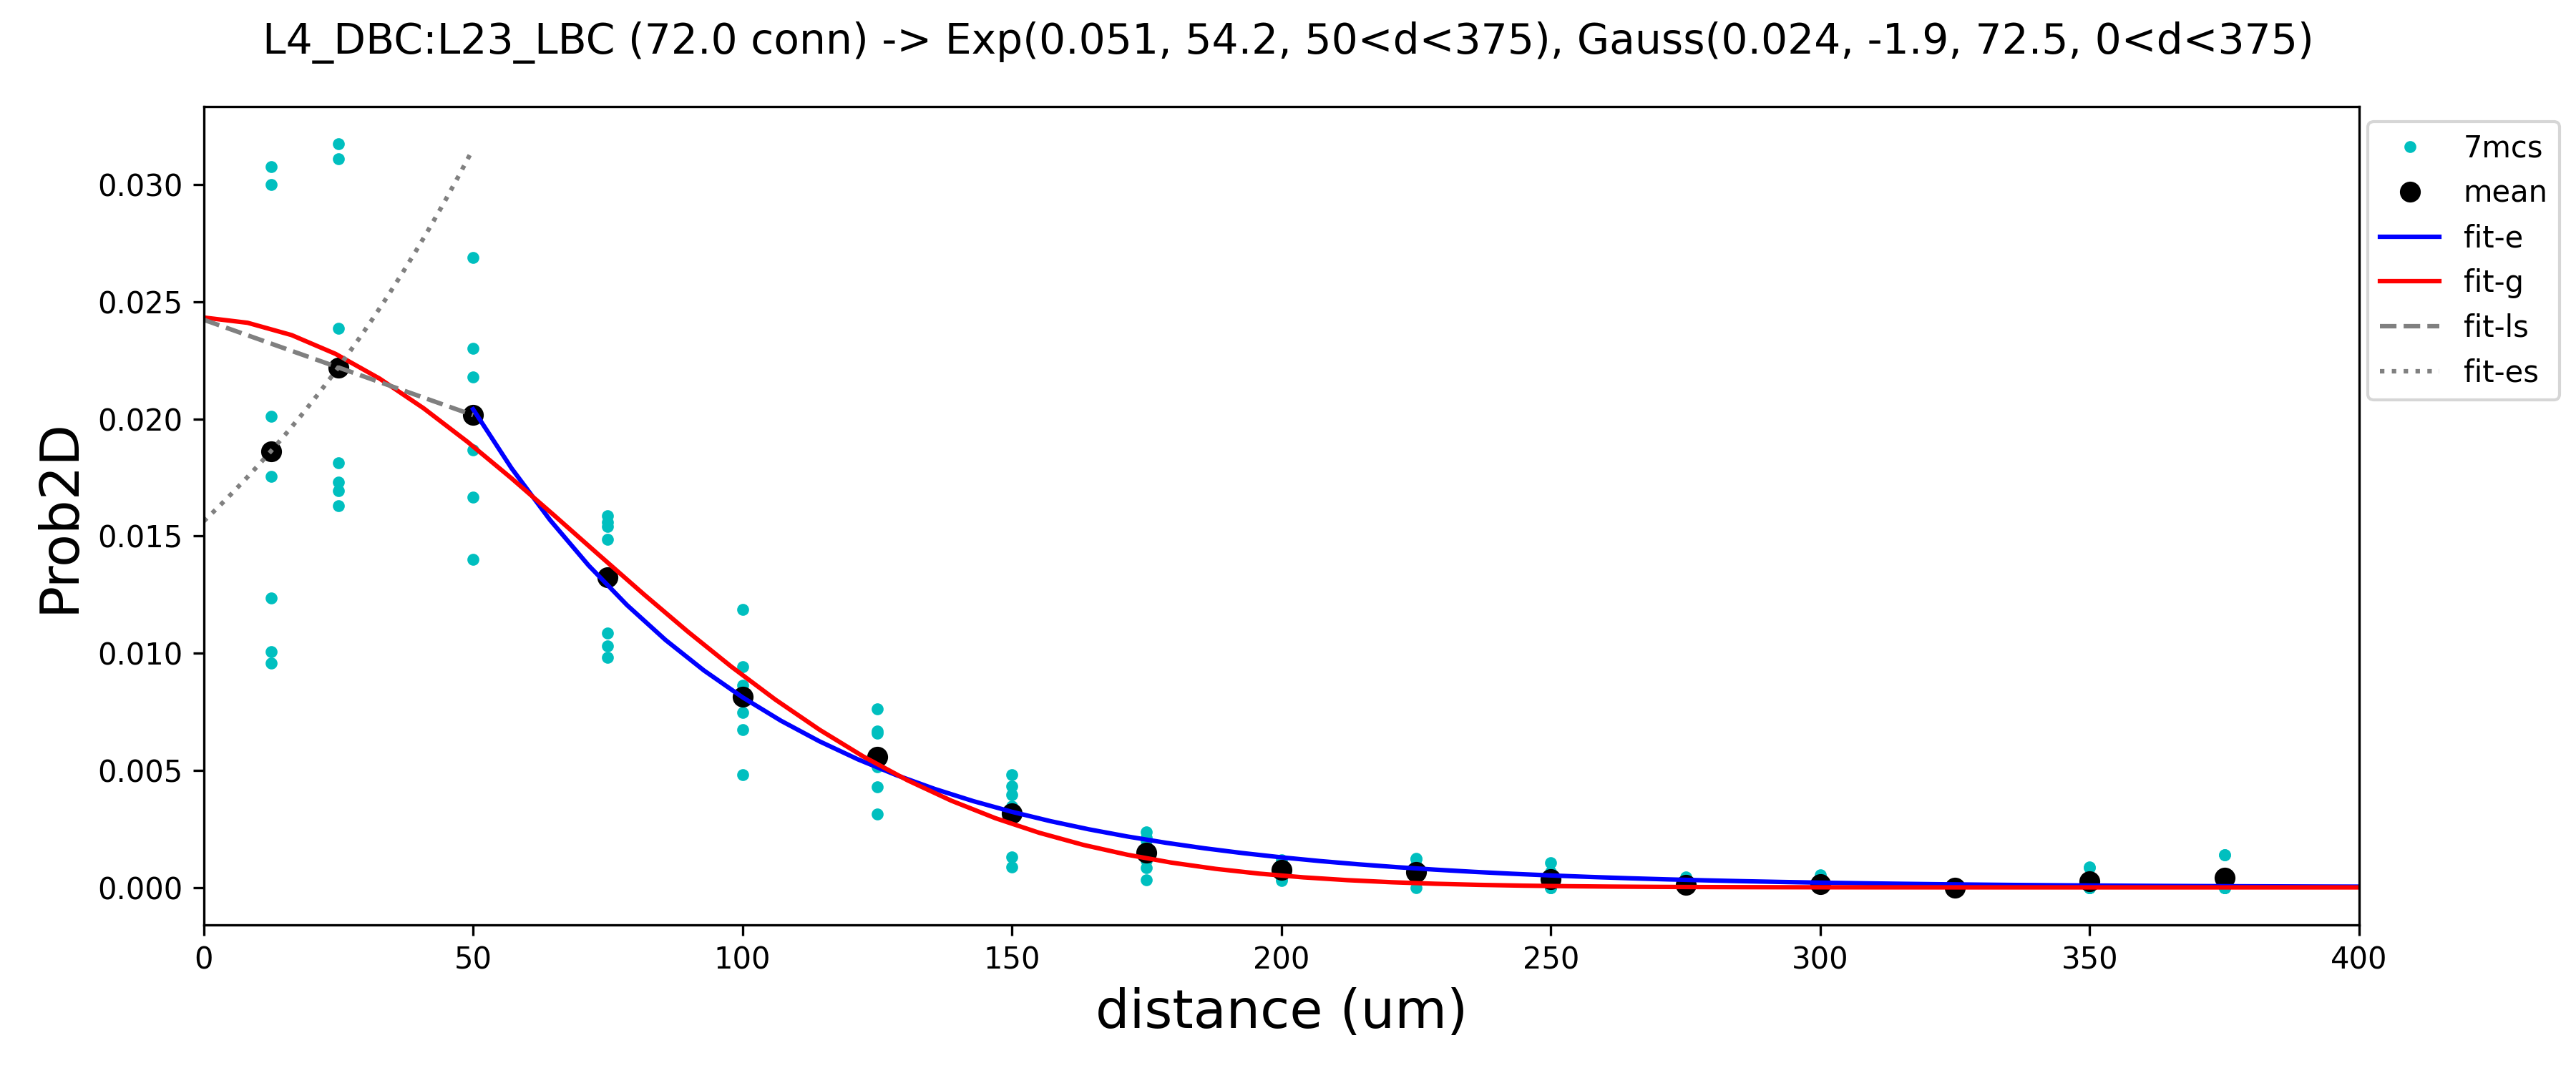 L4_DBC:L23_LBC (72.0 conn) -> Exp(0.051, 54.2, 50<d<375), Gauss(0.024, -1.9, 72.5, 0<d<375)
7mcs
mean
fit-e
fit-g
fit-ls
fit-es
Prob2D
0.030
0.025
0.020
0.015
0.010
0.005
0.000
0 50 100 150 200 250 300 350 400
distance (um)